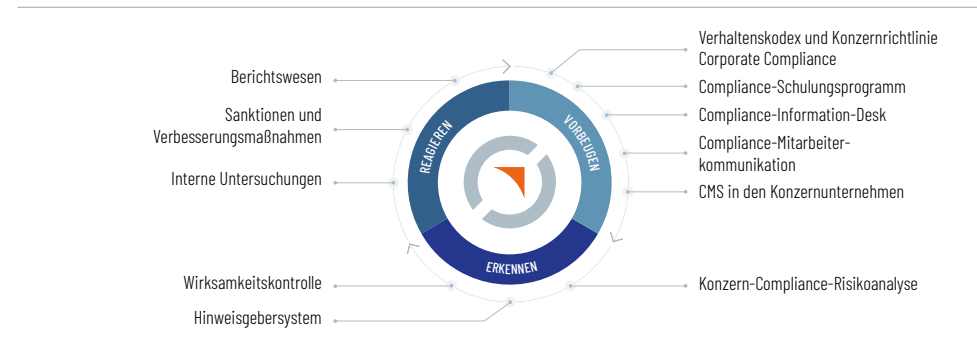 Verhaltenskodex und Konzernrichtlinie
Corporate Compliance
Compliance-Schulungsprogramm
Compliance-Information-Desk
Compliance-Mitarbeiter-
kommunikation
CMS in den Konzernunternehmen
Konzern-Compliance-Risikoanalyse
Berichtswesen
Sanktionen und
Verbesserungsmaßnahmen
Interne Untersuchungen
Wirksamkeitskontrolle
Hinweisgebersystem
REAGIEREN
VORBEUGEN
ERKENNEN